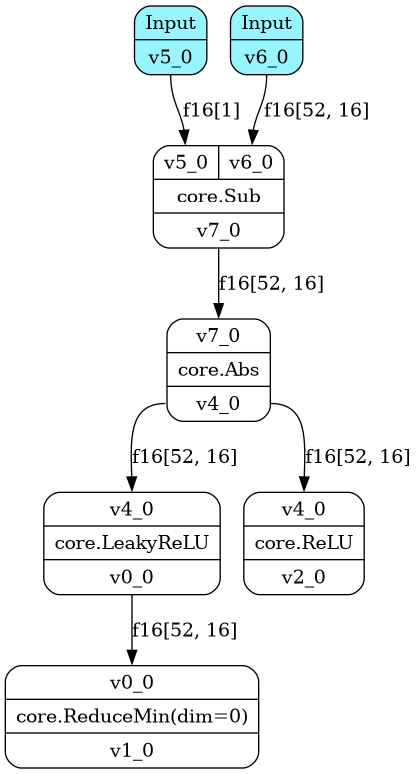 Input
v5_0
Input
v6_0
f16[1]
f16[52, 16]
v5_0
v6_0
core.Sub
v7_0
f16[52, 16]
v7_0
core.Abs
v4_0
f16[52, 16]
f16[52, 16]
v4_0
core.LeakyReLU
v0_0
v4_0
core.ReLU
v2_0
f16[52, 16]
v0_0
core.ReduceMin(dim=0)
v1_0